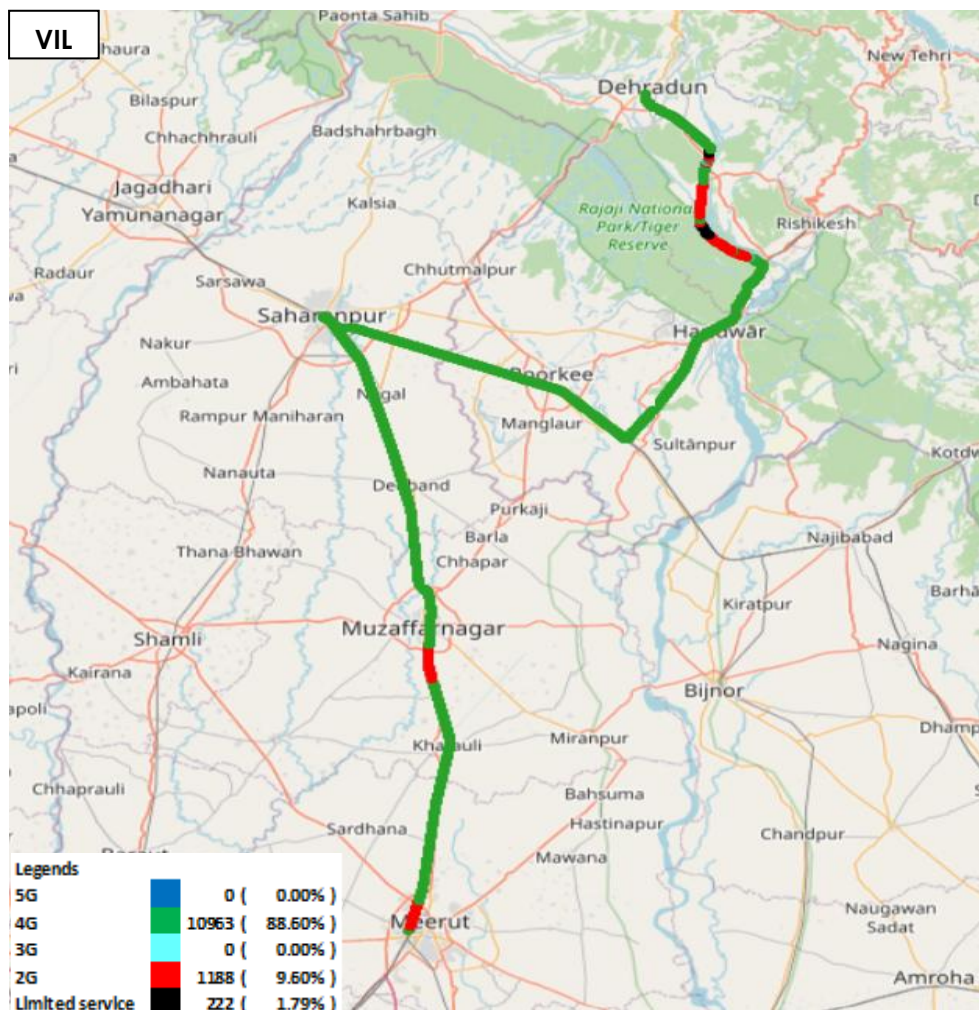 VIL
Paonta Sahib
haura
New Tehri
Dehradun
Bilaspur
Badshahrbagh
Chhachhrauli
Jagadhari
Kalsia
Yamunanagar
Rajaji National
Park/Tiger
Reserve
Rishikesh
Radaur
Chhutmalpur
Sarsawa
Saharanpur
Nakur
Ambahata
Nagal
Rampur Maniharan
Manglaur
Sultānpur
Kotdw
Nanauta
Deoband
Purkaji
Barla
Najibabad
Thana Bhawan
Chhapar
Kiratpur
Barhā
Muzaffarnagar
Shamli
Nagina
Kairana
Bijnor
apoli
Khatauli
Miranpur
Dhamp
Chhaprauli
Bahsuma
Hastinapur
Sardhana
Chandpur
Mawana
Meerut
Naugawan
Sadat
Amroha
Legends
5G 0 ( 0.00% )
4G 10963 ( 88.60% )
3G 0 ( 0.00% )
2G 1188 ( 9.60% )
Limited service 222 ( 1.79% )